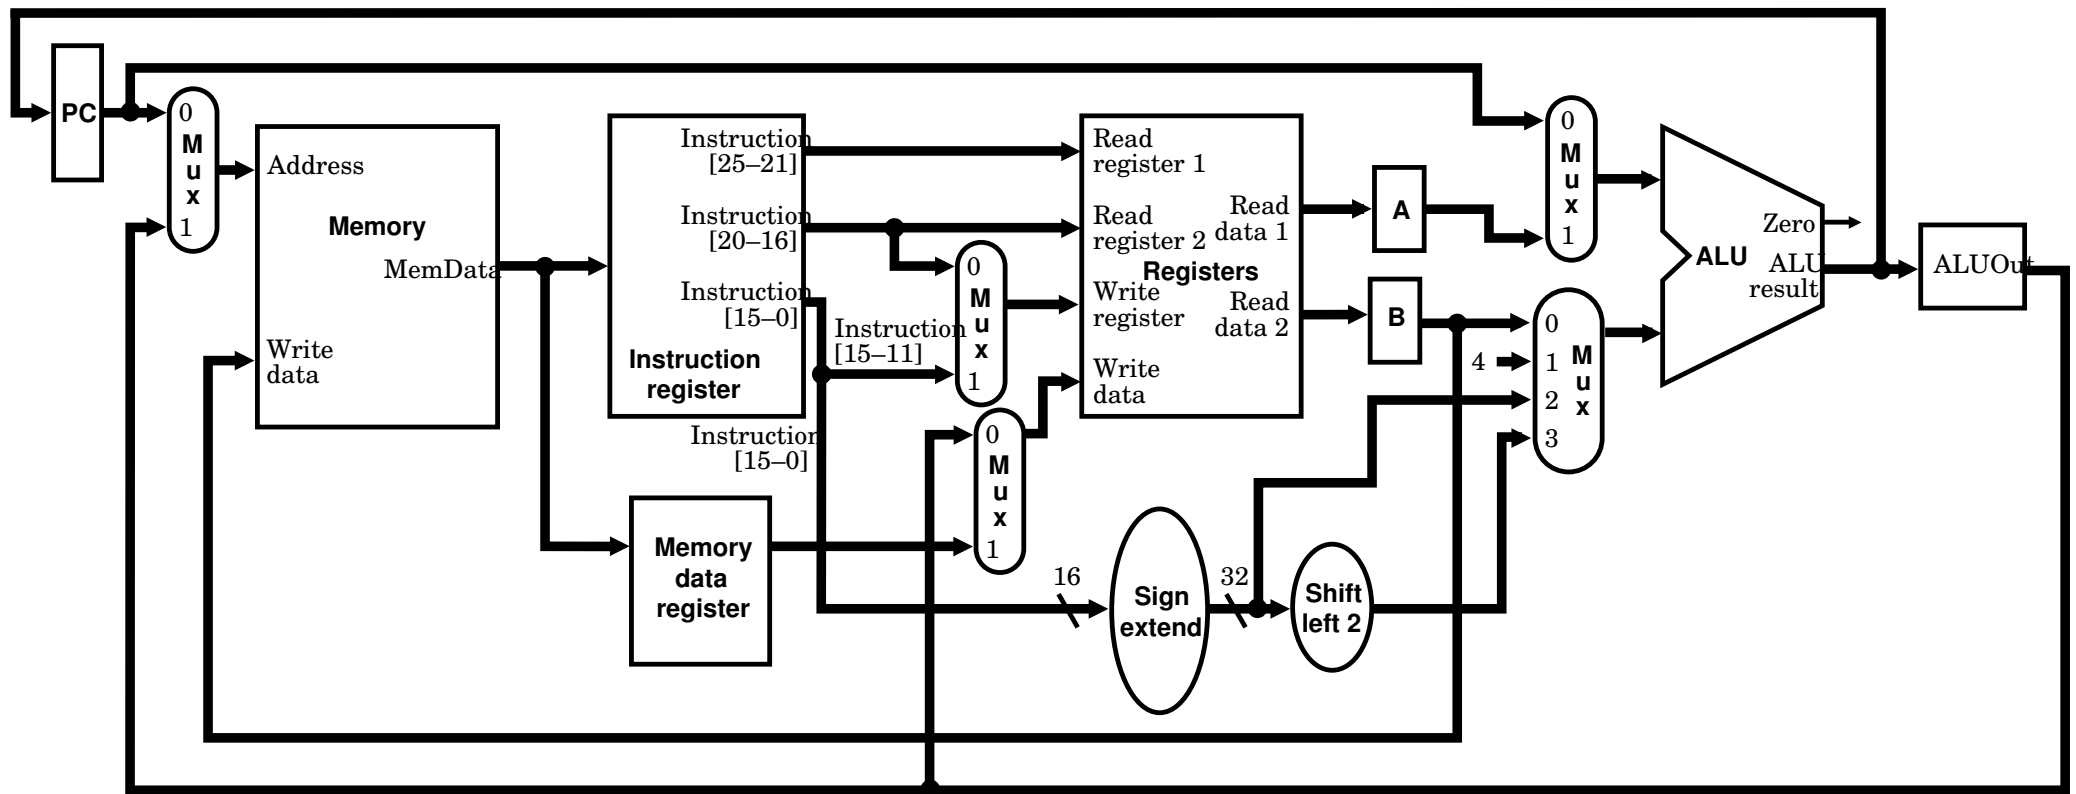 PC
0
M
u
x
1
Address
Memory
MemData
Write
data
Instruction
[25–21]
Instruction
[20–16]
Instruction
[15–0]
Instruction
register
Instruction
[15–11]
Instruction
[15–0]
Memory
data
register
0
M
u
x
1
0
M
u
x
1
Read
register 1
Read
register 2
Registers
Write
register
Write
data
Read
data 1
Read
data 2
16
Sign
extend
32
Shift
left 2
A
B
4
0
M
u
x
1
0
1
2
3
M
u
x
Zero
ALU
ALU
result
ALUOut